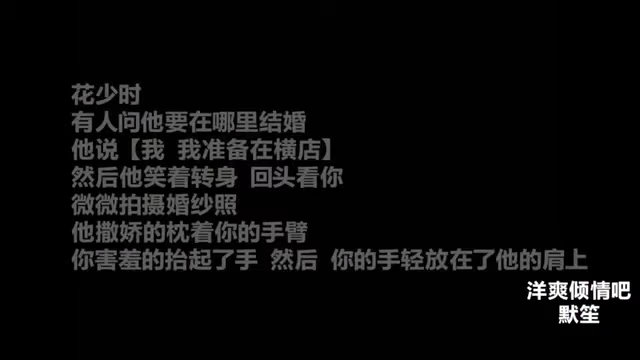 花少时
有人问他要在哪里结婚
他说【我 我准备在横店】
然后他笑着转身 回头看你
微微拍摄婚纱照
他撒娇的枕着你的手臂
你害羞的抬起了手 然后 你的手轻放在了他的肩上
洋爽倾情吧
默笙